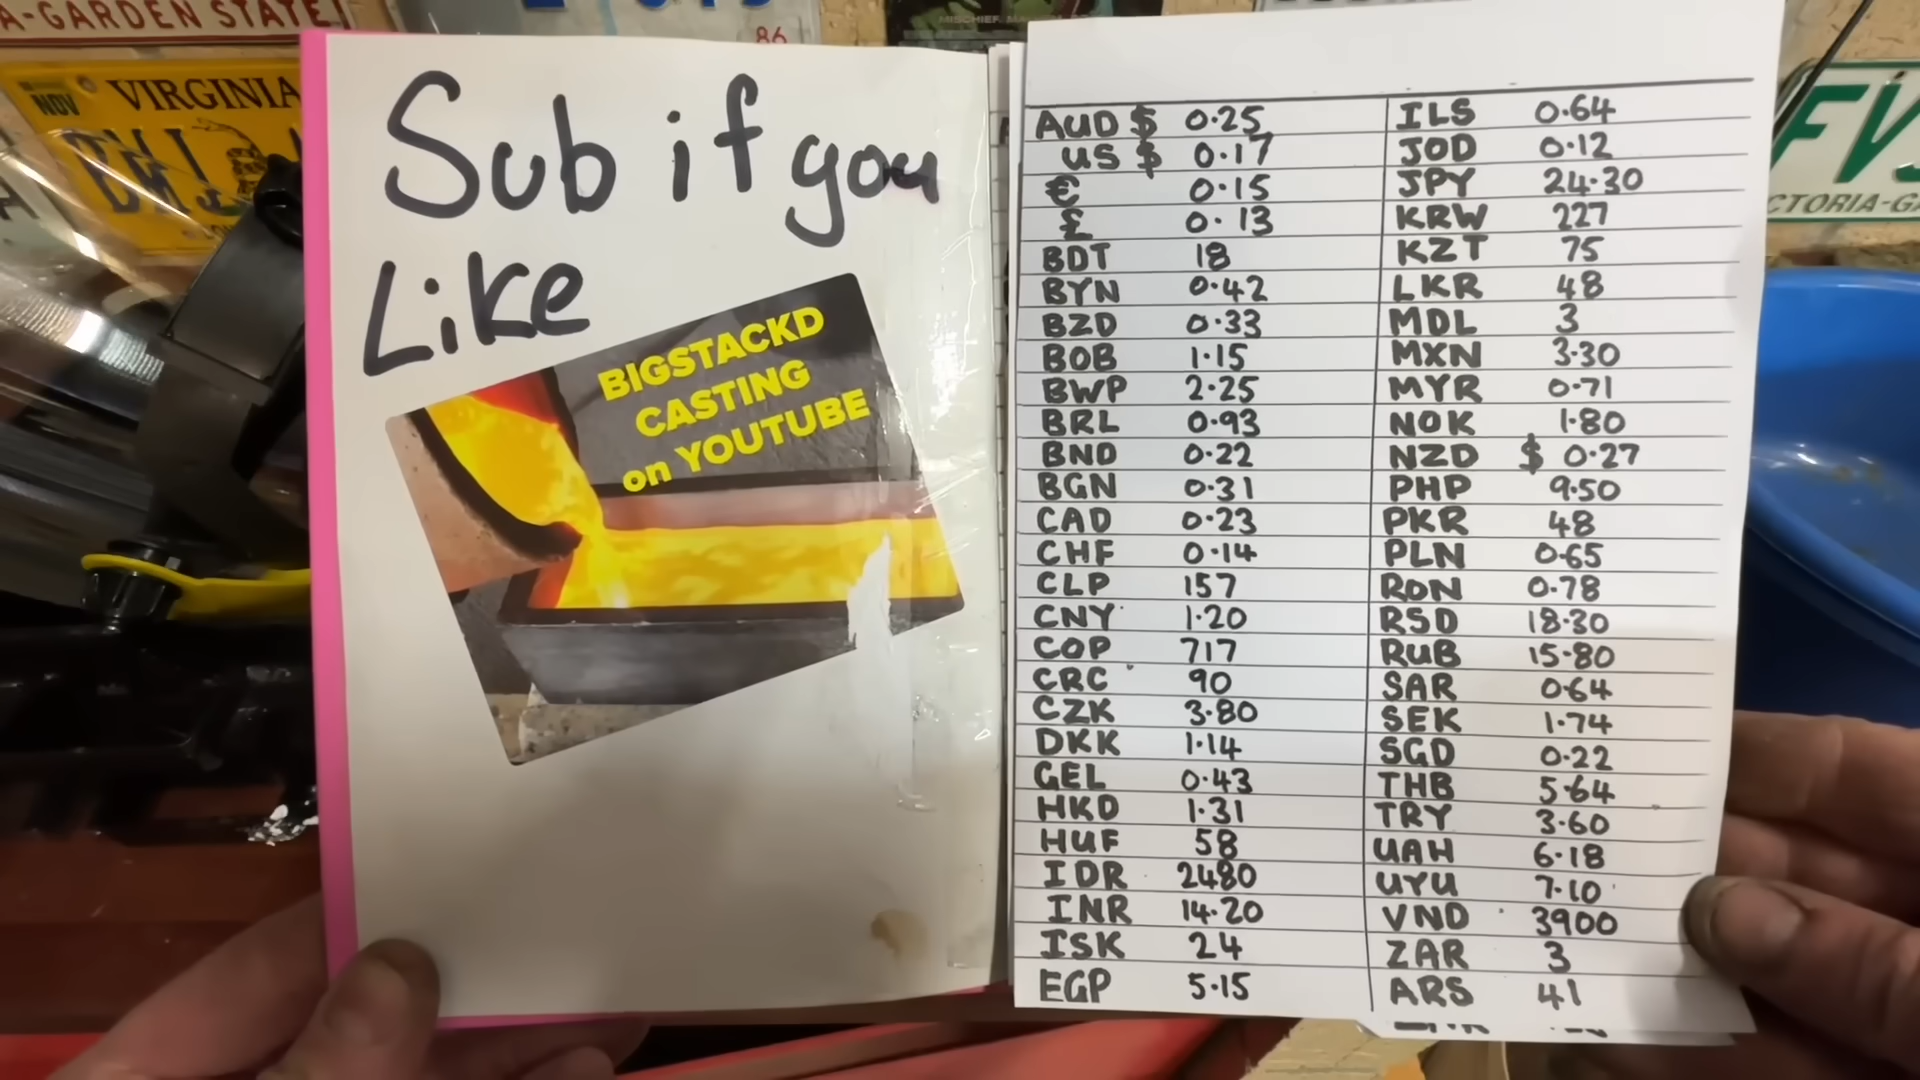 A-GARDEN STATE
86
MISCHIEF.
NOV
VIRGINIA
Sub if you
Like
BIGSTACKD
CASTING
on YOUTUBE
AUD $ 0.25
US $ 0.17
€ 0.15
£ 0.13
BDT 18
BYN 0.42
BZD 0.33
BOB 1.15
BWP 2.25
BRL 0.93
BND 0.22
BGN 0.31
CAD 0.23
CHF 0.14
CLP 157
CNY 1.20
COP 717
CRC 90
CZK 3.80
DKK 1.14
GEL 0.43
HKD 1.31
HUF 58
IDR 2480
INR 14.20
ISK 24
EGP 5.15
ILS 0.64
JOD 0.12
JPY 24.30
KRW 227
KZT 75
LKR 48
MDL 3
MXN 3.30
MYR 0.71
NOK 1.80
NZD $ 0.27
PHP 9.50
PKR 48
PLN 0.65
RON 0.78
RSD 18.30
RUB 15.80
SAR 0.64
SEK 1.74
SGD 0.22
THB 5.64
TRY 3.60
UAH 6.18
UYU 7.10
VND 3900
ZAR 3
ARS 41
FV
CTORIA-GA